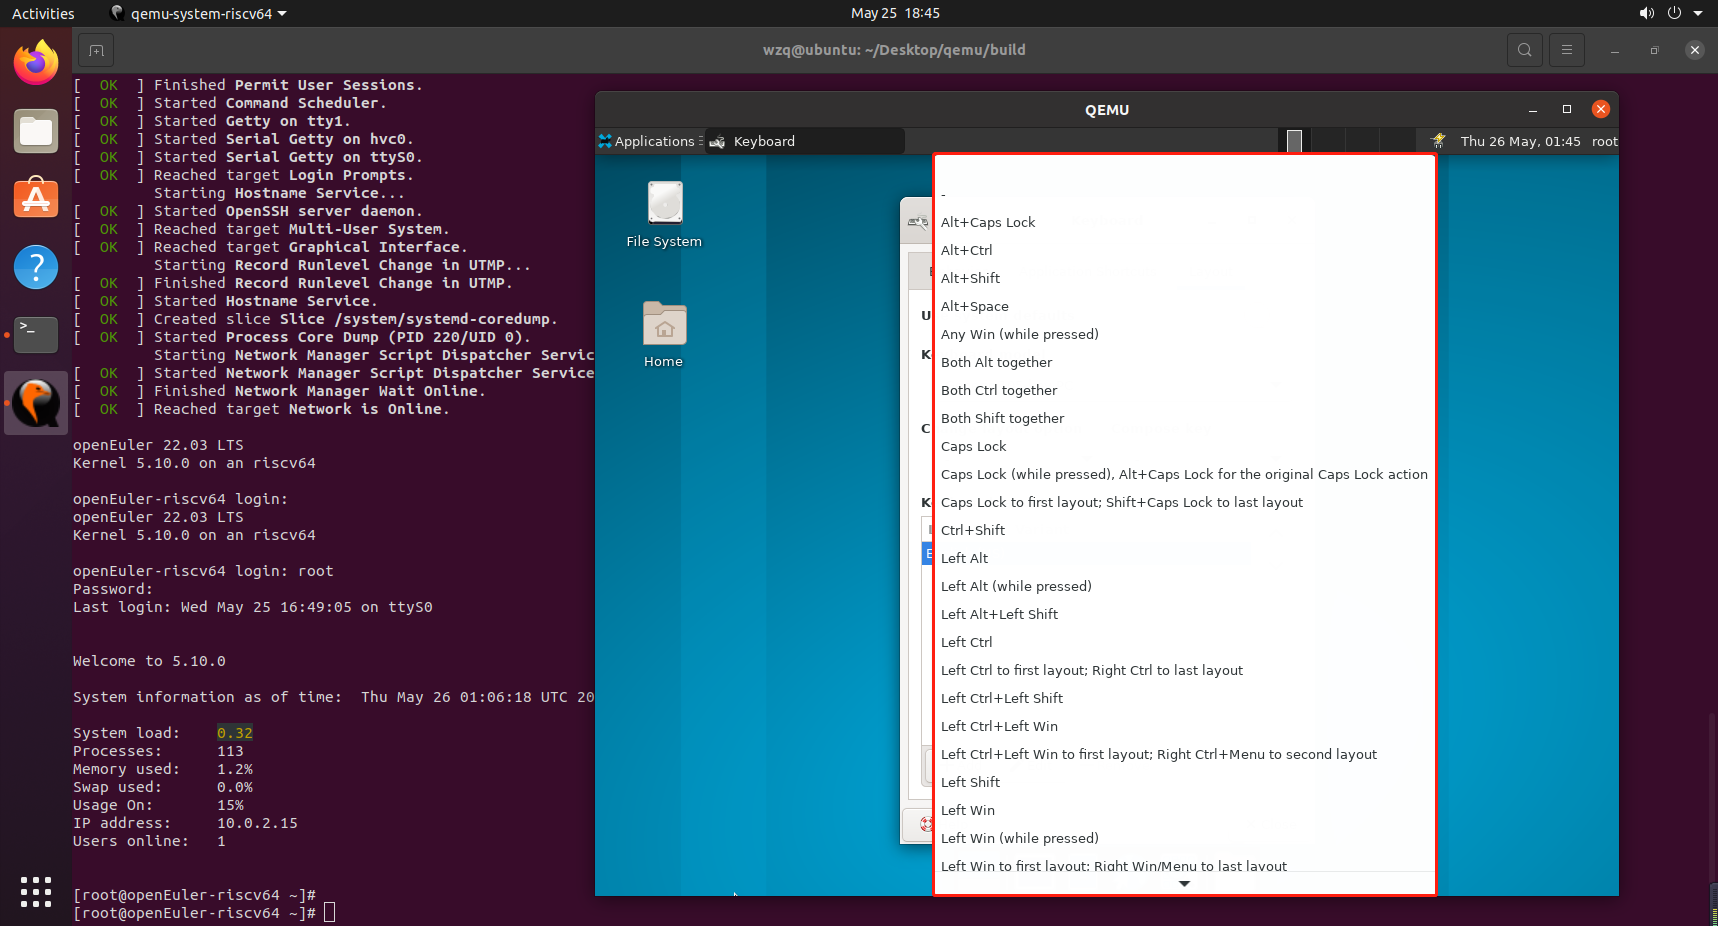 Activities
qemu-system-riscv64
May 25  18:45
wzq@ubuntu: ~/Desktop/qemu/build
[  OK  ] Finished Permit User Sessions.
[  OK  ] Started Command Scheduler.
[  OK  ] Started Getty on tty1.
[  OK  ] Started Serial Getty on hvc0.
[  OK  ] Started Serial Getty on ttyS0.
[  OK  ] Reached target Login Prompts.
Starting Hostname Service...
[  OK  ] Started OpenSSH server daemon.
[  OK  ] Reached target Multi-User System.
[  OK  ] Reached target Graphical Interface.
Starting Record Runlevel Change in UTMP...
[  OK  ] Finished Record Runlevel Change in UTMP.
[  OK  ] Started Hostname Service.
[  OK  ] Created slice Slice /system/systemd-coredump.
[  OK  ] Started Process Core Dump (PID 220/UID 0).
Starting Network Manager Script Dispatcher Servic
[  OK  ] Started Network Manager Script Dispatcher Service
[  OK  ] Finished Network Manager Wait Online.
[  OK  ] Reached target Network is Online.
openEuler 22.03 LTS
Kernel 5.10.0 on an riscv64
openEuler-riscv64 login:
openEuler 22.03 LTS
Kernel 5.10.0 on an riscv64
openEuler-riscv64 login: root
Password:
Last login: Wed May 25 16:49:05 on ttyS0
Welcome to 5.10.0
System information as of time:  Thu May 26 01:06:18 UTC 20
System load:    0.32
Processes:      113
Memory used:    1.2%
Swap used:      0.0%
Usage On:       15%
IP address:     10.0.2.15
Users online:   1
[root@openEuler-riscv64 ~]#
[root@openEuler-riscv64 ~]#
QEMU
Applications
Keyboard
Thu 26 May, 01:45
root
File System
Home
-
Alt+Caps Lock
Alt+Ctrl
Alt+Shift
Alt+Space
Any Win (while pressed)
Both Alt together
Both Ctrl together
Both Shift together
Caps Lock
Caps Lock (while pressed), Alt+Caps Lock for the original Caps Lock action
Caps Lock to first layout; Shift+Caps Lock to last layout
Ctrl+Shift
Left Alt
Left Alt (while pressed)
Left Alt+Left Shift
Left Ctrl
Left Ctrl to first layout; Right Ctrl to last layout
Left Ctrl+Left Shift
Left Ctrl+Left Win
Left Ctrl+Left Win to first layout; Right Ctrl+Menu to second layout
Left Shift
Left Win
Left Win (while pressed)
Left Win to first layout; Right Win/Menu to last layout